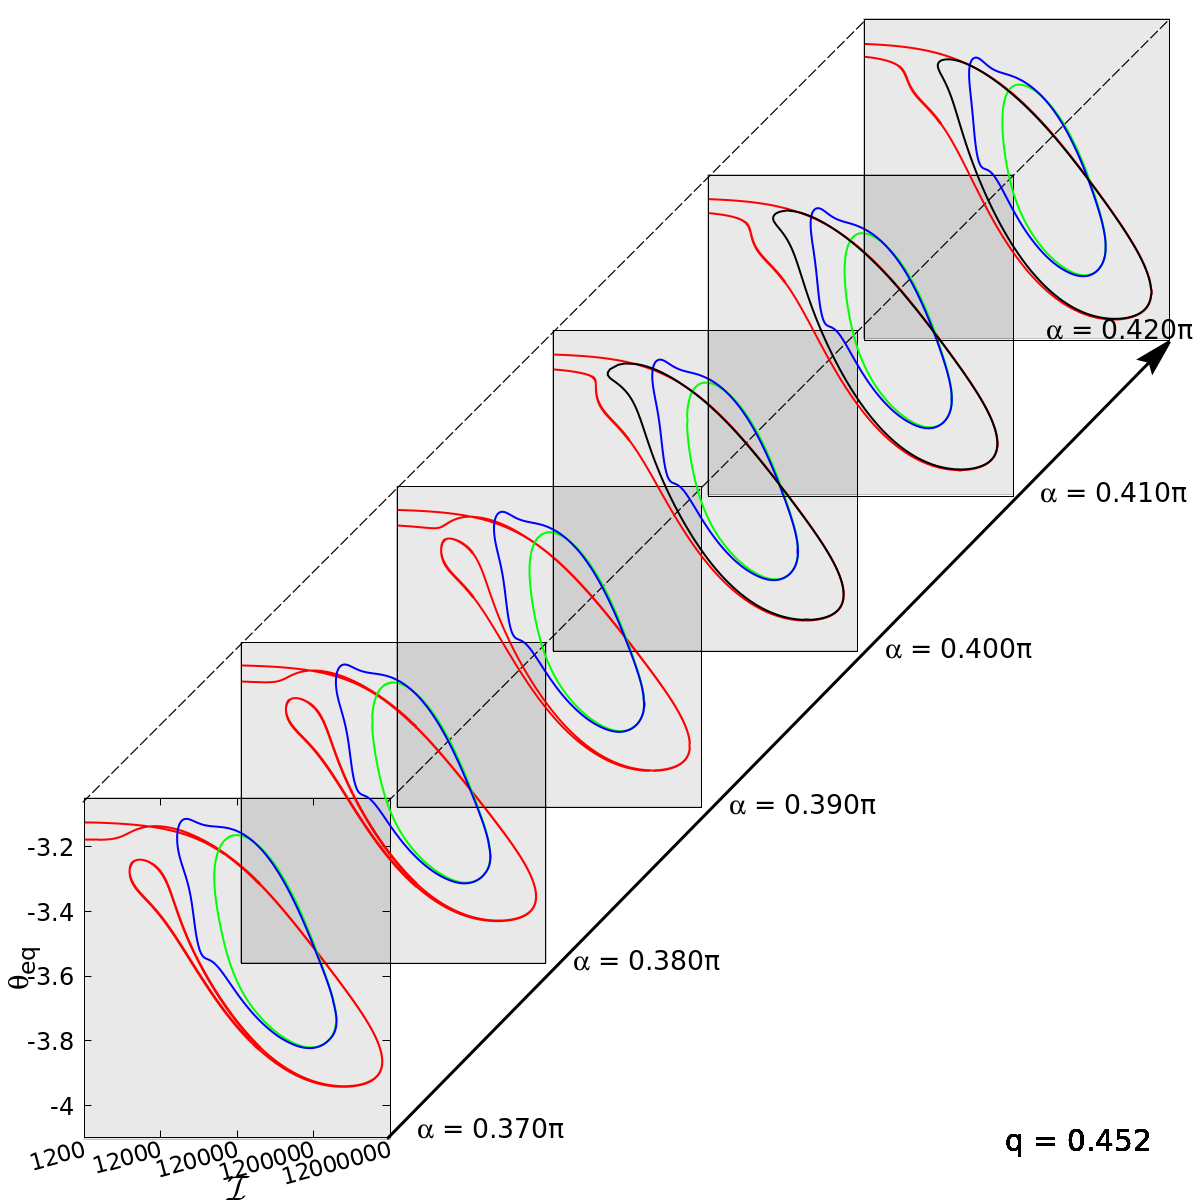 α = 0.420π
α = 0.410π
α = 0.400π
α = 0.390π
α = 0.380π
α = 0.370π
-3.2
-3.4
-3.6
-3.8
-4
θeq
1200
12000
120000
1200000
12000000
I
q = 0.452